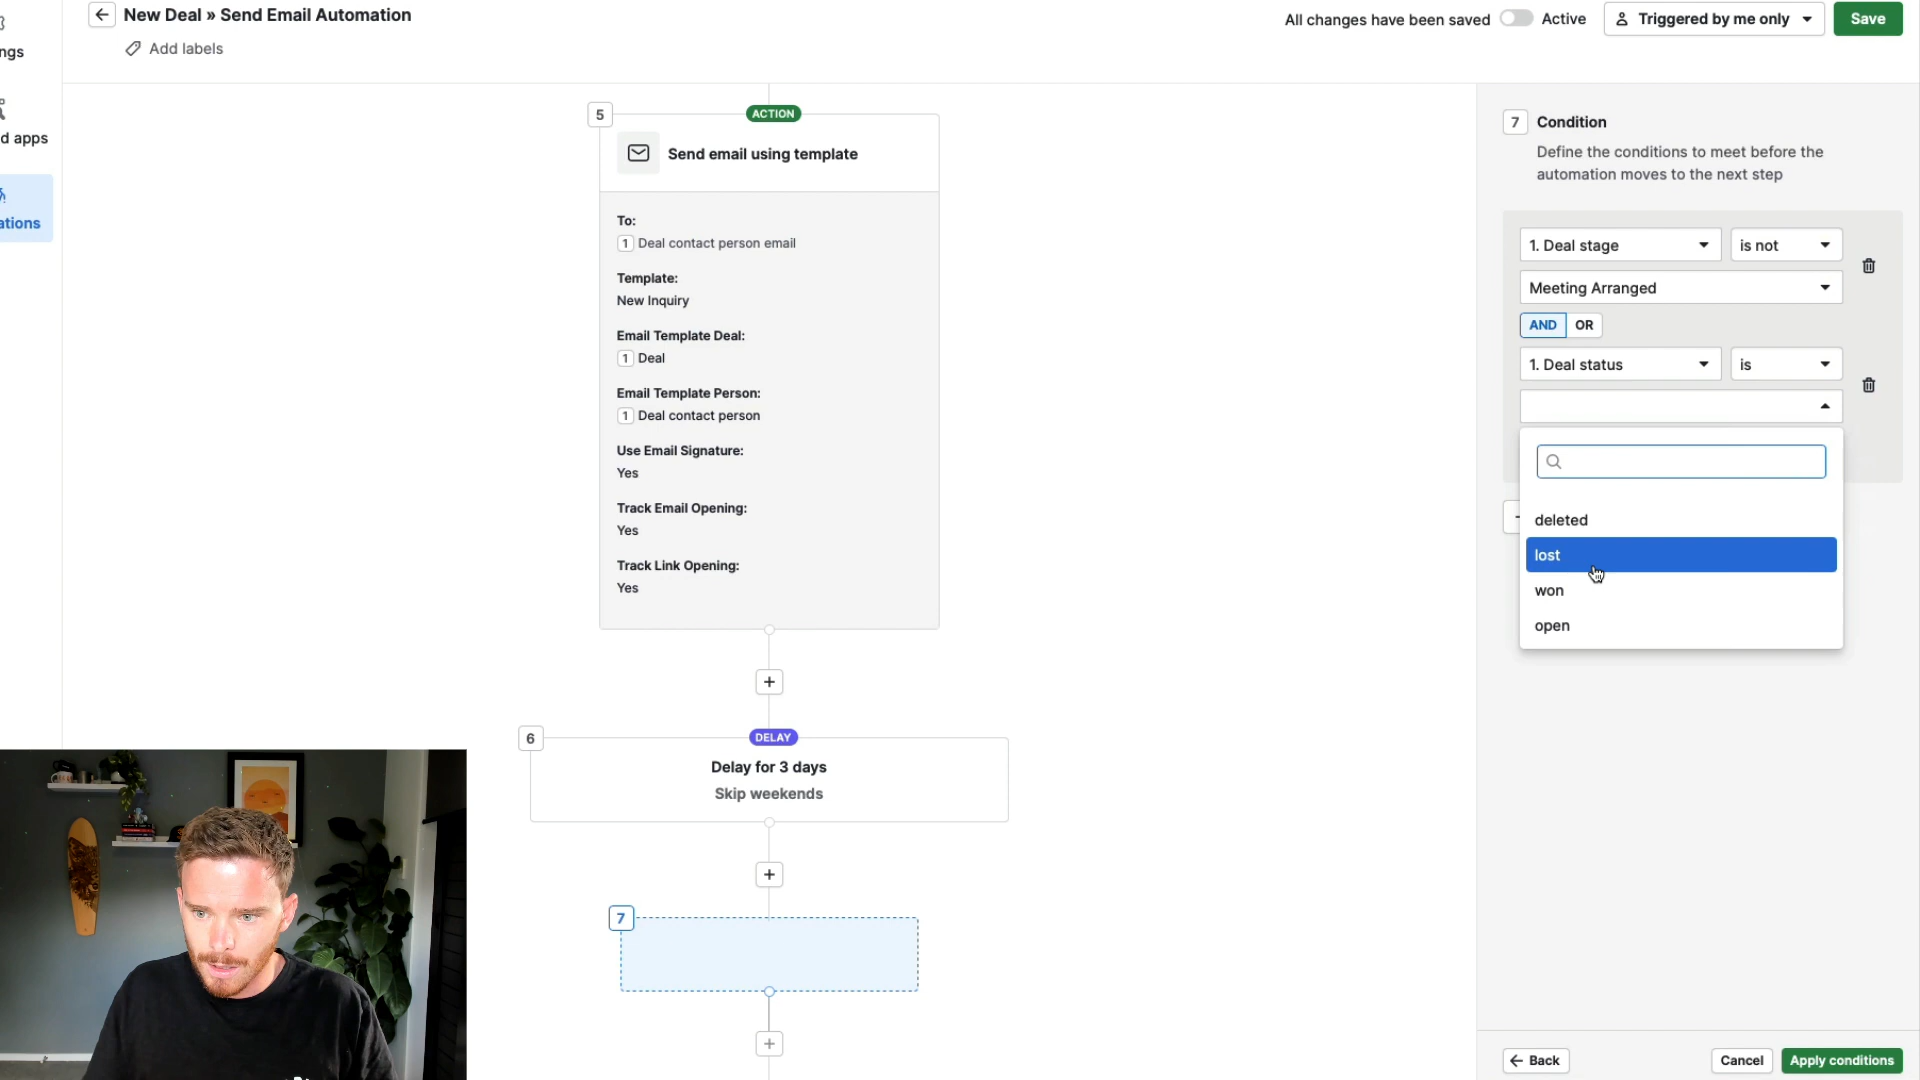 New Deal » Send Email Automation
All changes have been saved
Active
Triggered by me only
Save
Add labels
ngs
d apps
ations
5
ACTION
Send email using template
To:
1 Deal contact person email
Template:
New Inquiry
Email Template Deal:
1 Deal
Email Template Person:
1 Deal contact person
Use Email Signature:
Yes
Track Email Opening:
Yes
Track Link Opening:
Yes
+
6
DELAY
Delay for 3 days
Skip weekends
+
7
+
7 Condition
Define the conditions to meet before the
automation moves to the next step
1. Deal stage
is not
Meeting Arranged
AND OR
1. Deal status
is
deleted
lost
won
open
Back
Cancel
Apply conditions